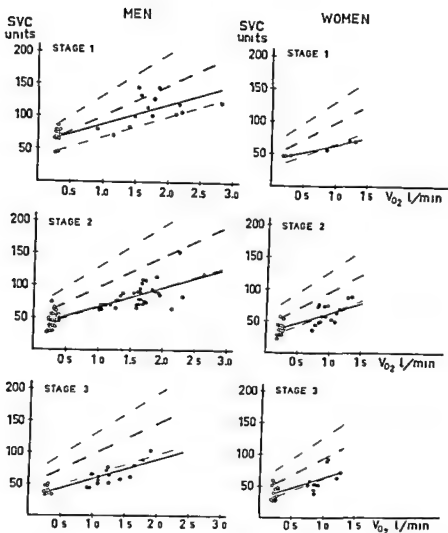 MEN
WOMEN
SVC units
SVC units
STAGE 1
STAGE 1
200
200
150
150
100
100
50
50
0.5 1.0 1.5 2.0 2.5 3.0
0.5 1.0 1.5 V̇O2 l/min
STAGE 2
STAGE 2
200
200
150
150
100
100
50
50
0.5 1.0 1.5 2.0 2.5 3.0
0.5 1.0 1.5 VO2 l/min
STAGE 3
STAGE 3
200
200
150
150
100
100
50
50
0.5 1.0 1.5 2.0 2.5 3.0
0.5 1.0 1.5 VO2 l/min